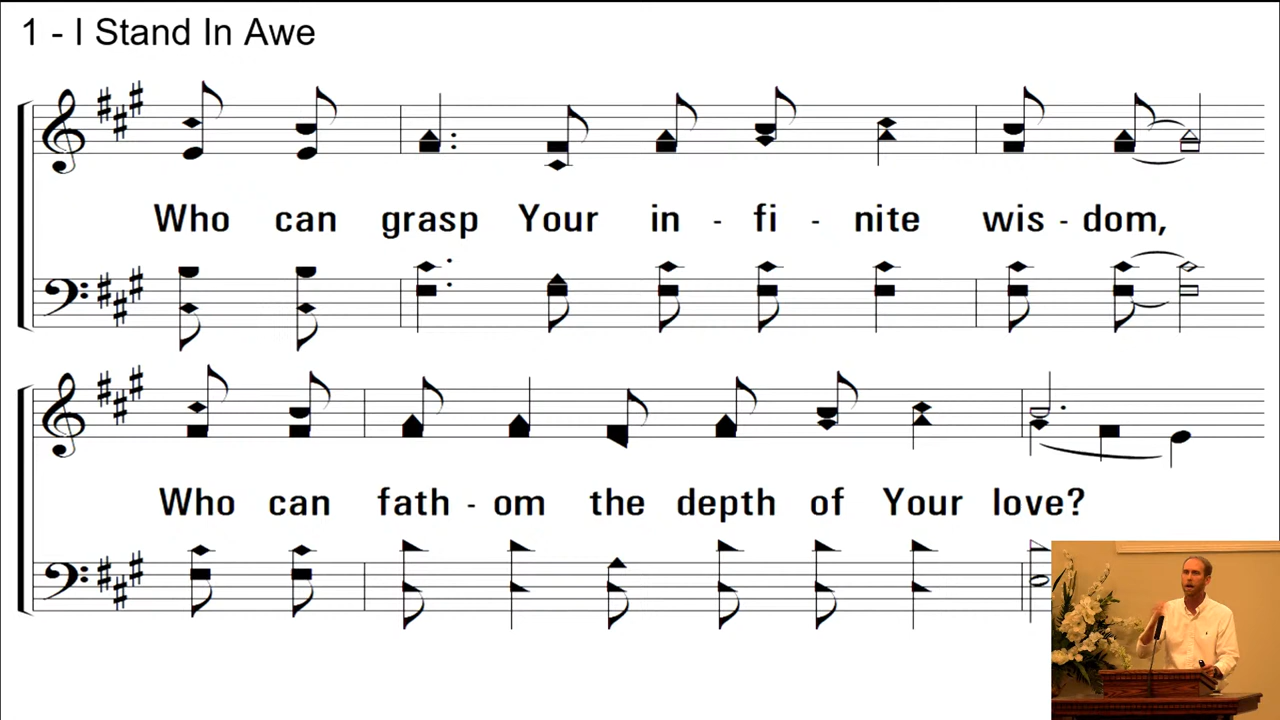 1 - I Stand In Awe
Who can grasp Your in - fi - nite wis - dom,
Who can fath - om the depth of Your love?